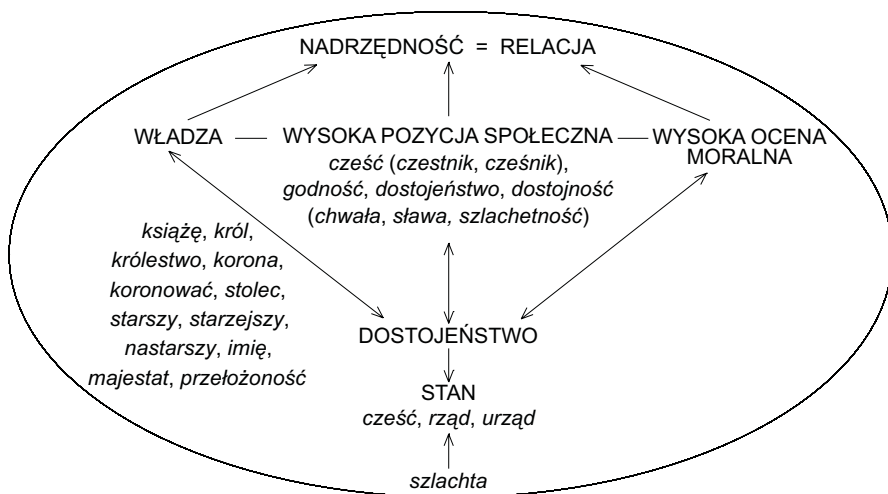 NADRZĘDNOŚĆ = RELACJA
WŁADZA
WYSOKA POZYCJA SPOŁECZNA
cześć (czestnik, cześnik),
godność, dostojeństwo, dostojność
(chwała, sława, szlachetność)
WYSOKA OCENA
MORALNA
książę, król,
królestwo, korona,
koronować, stolec,
starszy, starzejszy,
nastarszy, imię,
majestat, przełożoność
DOSTOJEŃSTWO
STAN
cześć, rząd, urząd
szlachta